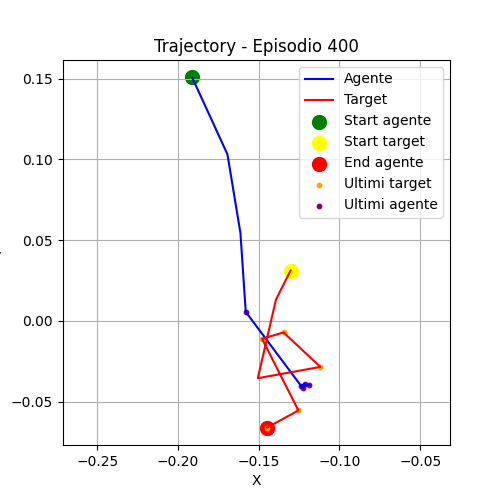 Trajectory - Episodio 400
Agente
Target
Start agente
Start target
End agente
Ultimi target
Ultimi agente
0.15
0.10
0.05
0.00
−0.05
−0.25
−0.20
−0.15
−0.10
−0.05
X